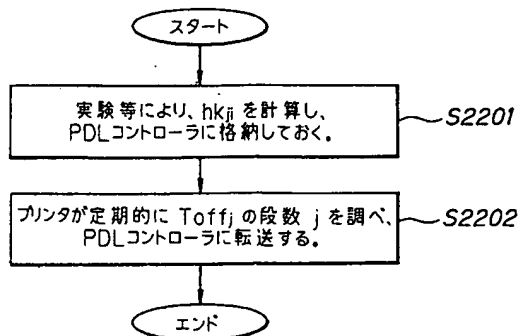 スタート
実験等により、hkjiを計算し、
PDLコントローラに格納しておく。
S2201
プリンタが定期的に Toffjの段数 jを調べ、
PDLコントローラに転送する。
S2202
エンド